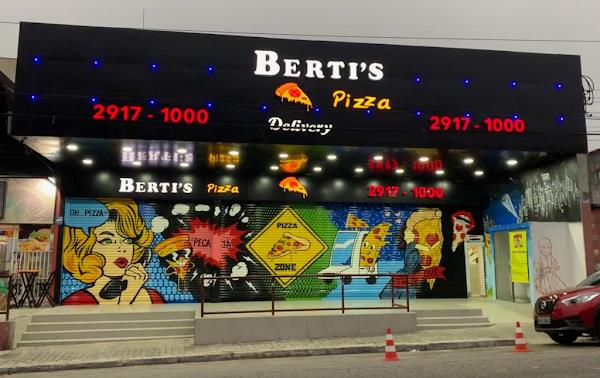 BERTI'S
Pizza
2917 - 1000
2917 - 1000
Delivery
BERTI'S Pizza
2917 - 1000
OH.. PIZZA
PIZZA
ZONE